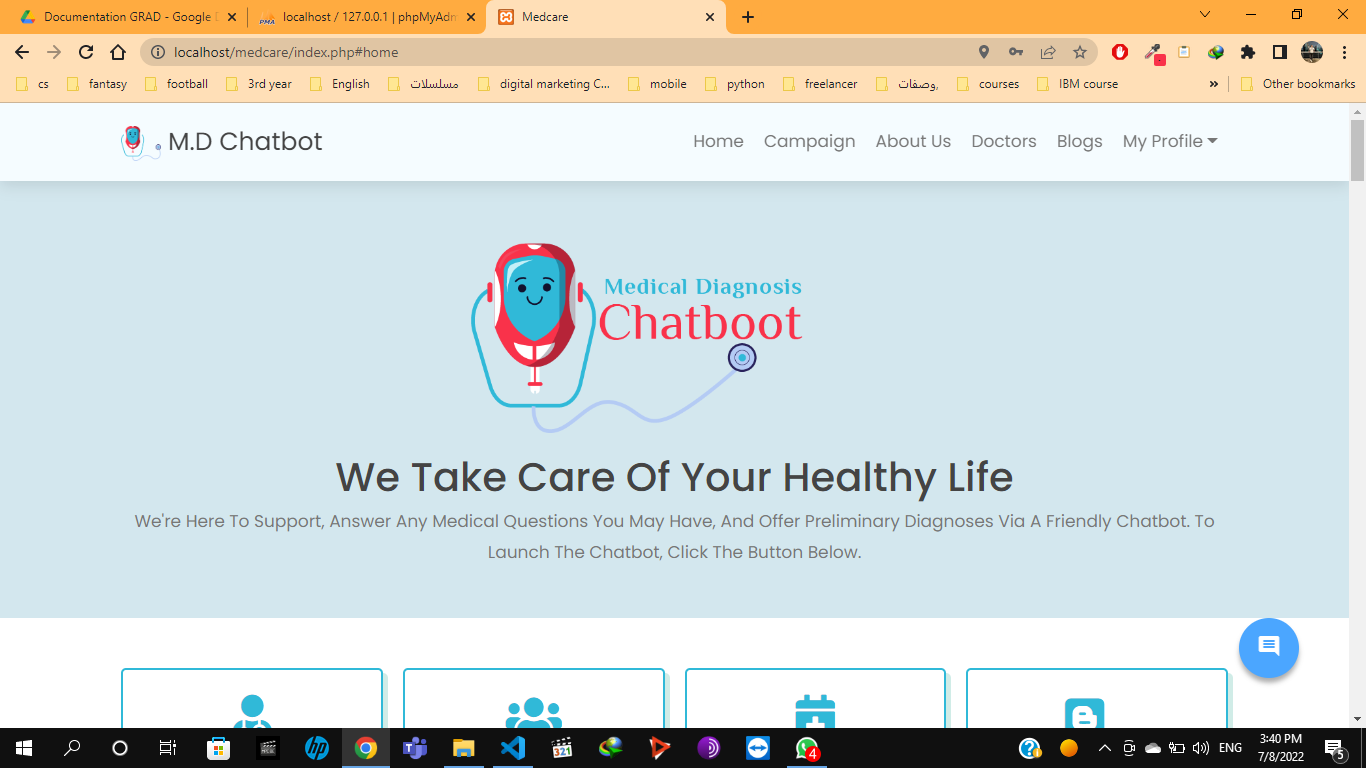 Documentation GRAD - Google D
PMA
localhost / 127.0.0.1 | phpMyAdm
Medcare
localhost/medcare/index.php#home
cs
fantasy
football
3rd year
English
مسلسلات
digital marketing C...
mobile
python
freelancer
وصفات,
courses
IBM course
»
Other bookmarks
M.D Chatbot
Home
Campaign
About Us
Doctors
Blogs
My Profile
Medical Diagnosis
Chatboot
We Take Care Of Your Healthy Life
We're Here To Support, Answer Any Medical Questions You May Have, And Offer Preliminary Diagnoses Via A Friendly Chatbot. To
Launch The Chatbot, Click The Button Below.
321
4
ENG
3:40 PM
7/8/2022
5